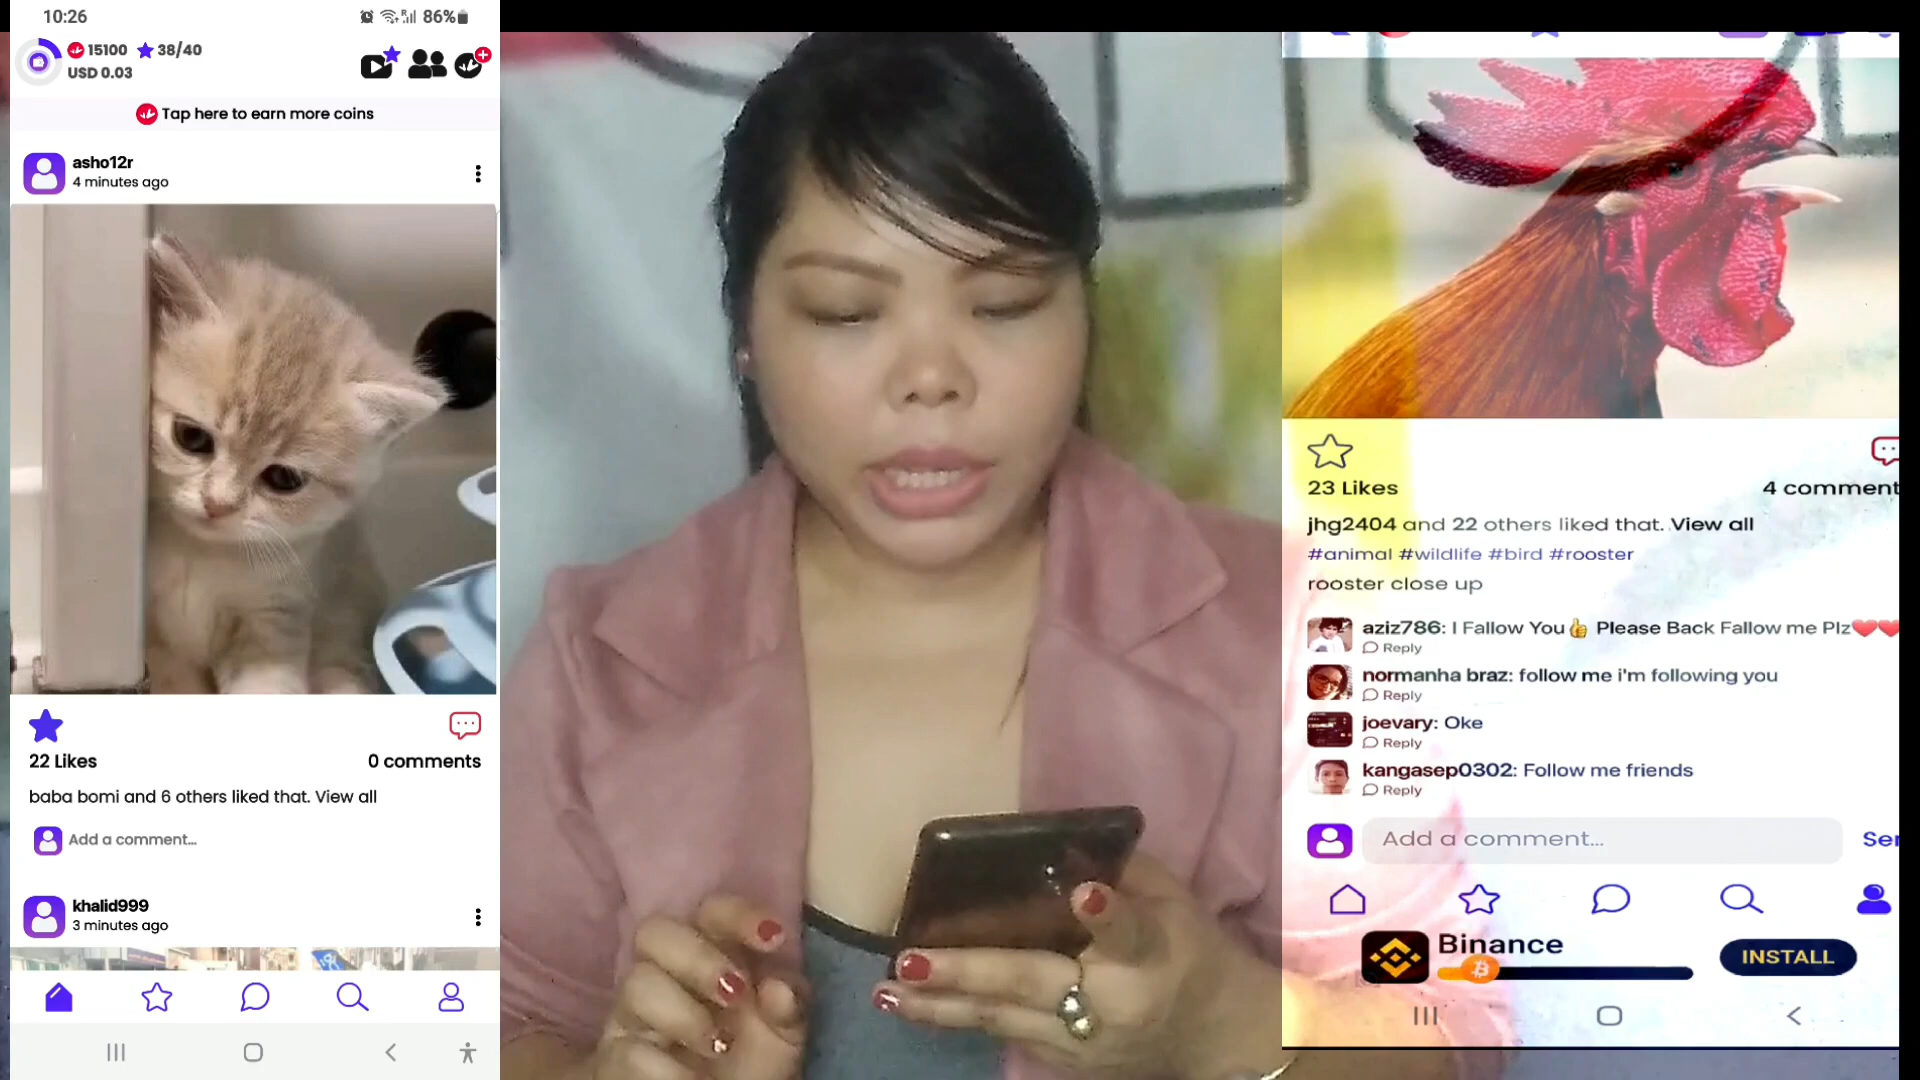 10:26
86%
15100 38/40
USD 0.03
Tap here to earn more coins
asho12r
4 minutes ago
22 Likes
0 comments
baba bomi and 6 others liked that. View all
Add a comment...
khalid999
3 minutes ago
23 Likes
4 comment
jhg2404 and 22 others liked that. View all
#animal #wildlife #bird #rooster
rooster close up
aziz786: I Fallow You👍 Please Back Fallow me Plz❤️❤️
Reply
normanha braz: follow me i'm following you
Reply
joevary: Oke
Reply
kangasep0302: Follow me friends
Reply
Add a comment...
Ser
Binance
INSTALL